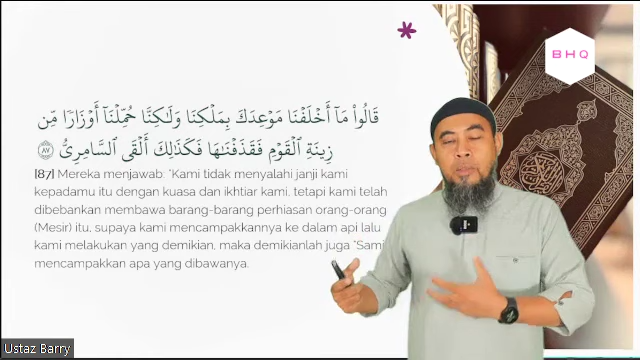 BHQ
قَالُوا۟ مَآ أَخْلَفْنَا مَوْعِدَكَ بِمَلْكِنَا وَلَٰكِنَّا حُمِّلْنَآ أَوْزَارًا مِّن
زِينَةِ ٱلْقَوْمِ فَقَذَفْنَٰهَا فَكَذَٰلِكَ أَلْقَى ٱلسَّامِرِىُّ ٨٧
[87] Mereka menjawab: "Kami tidak menyalahi janji kami
kepadamu itu dengan kuasa dan ikhtiar kami, tetapi kami telah
dibebankan membawa barang-barang perhiasan orang-orang
(Mesir) itu, supaya kami mencampakkannya ke dalam api lalu
kami melakukan yang demikian, maka demikianlah juga "Sami
mencampakkan apa yang dibawanya.
Ustaz Barry